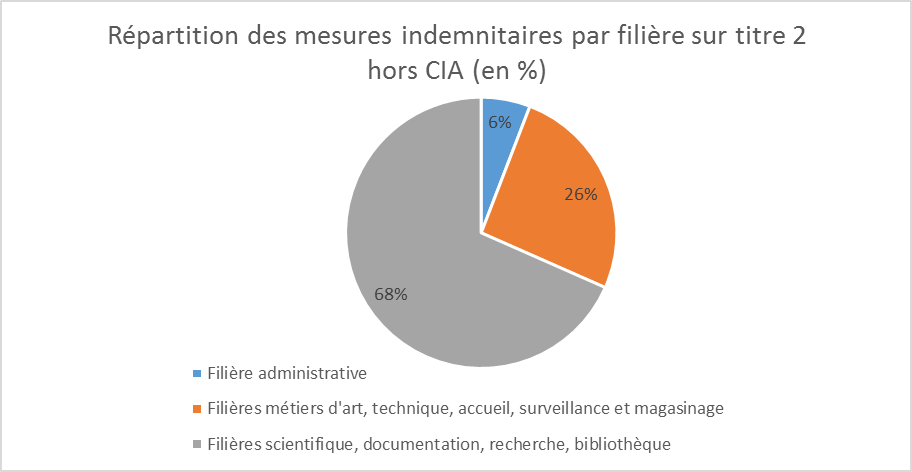 Répartition des mesures indemnitaires par filière sur titre 2
hors CIA (en %)
6%
26%
68%
Filière administrative
Filières métiers d'art, technique, accueil, surveillance et magasinage
Filières scientifique, documentation, recherche, bibliothèque